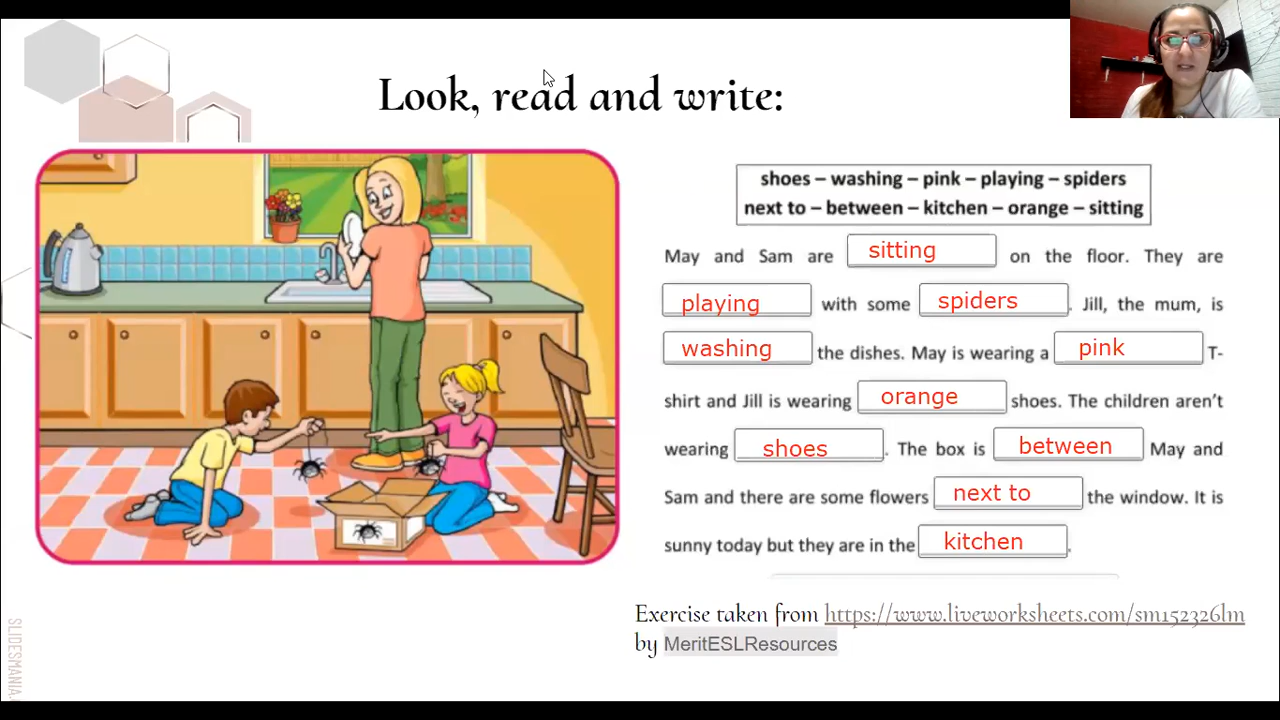 Look, read and write:
shoes – washing – pink – playing – spiders
next to – between – kitchen – orange – sitting
May and Sam are sitting on the floor. They are
playing with some spiders. Jill, the mum, is
washing the dishes. May is wearing a pink T-
shirt and Jill is wearing orange shoes. The children aren't
wearing shoes. The box is between May and
Sam and there are some flowers next to the window. It is
sunny today but they are in the kitchen.
Exercise taken from https://www.liveworksheets.com/sm152326lm
by MeritESLResources
SLIDESMANIA.